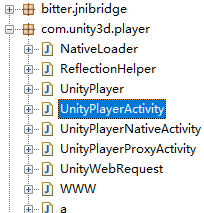 bitter.jnibridge
com.unity3d.player
NativeLoader
ReflectionHelper
UnityPlayer
UnityPlayerActivity
UnityPlayerNativeActivity
UnityPlayerProxyActivity
UnityWebRequest
WWW
a